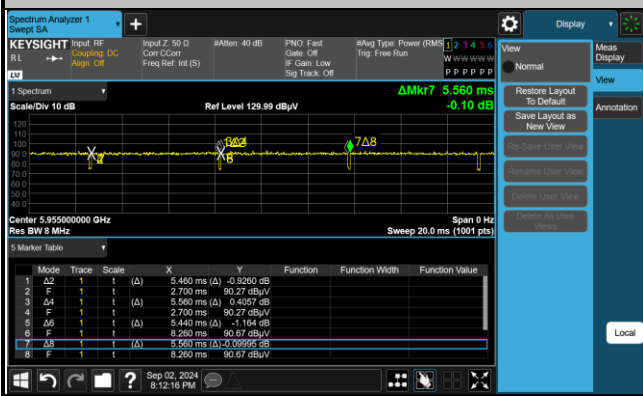 Spectrum Analyzer 1
Swept SA
Display
KEYSIGHT
RL
Input: RF
Coupling: DC
Align: Off
Input Z: 50 Ω
Corr CCorr
Freq Ref: Int (S)
#Atten: 40 dB
PNO: Fast
Gate: Off
IF Gain: Low
Sig Track: Off
#Avg Type: Power (RMS
Trig: Free Run
1 2 3 4 5 6
W W W W W W
P P P P P P
LXI
1 Spectrum
ΔMkr7 5.560 ms
-0.10 dB
Scale/Div 10 dB
Ref Level 129.99 dBµV
120
110
100
90.0
80.0
70.0
60.0
50.0
40.0
7Δ8
Center 5.955000000 GHz
Res BW 8 MHz
Span 0 Hz
Sweep 20.0 ms (1001 pts)
5 Marker Table
Mode Trace Scale X Y Function Function Width Function Value
1 Δ2 1 t (Δ) 5.460 ms (Δ) -0.9260 dB
2 F 1 t 2.700 ms 90.27 dBµV
3 Δ4 1 t (Δ) 5.560 ms (Δ) 0.4057 dB
4 F 1 t 2.700 ms 90.27 dBµV
5 Δ6 1 t (Δ) 5.440 ms (Δ) -1.164 dB
6 F 1 t 8.260 ms 90.67 dBµV
7 Δ8 1 t (Δ) 5.560 ms (Δ) -0.09995 dB
8 F 1 t 8.260 ms 90.67 dBµV
View
Normal
Restore Layout
To Default
Save Layout as
New View
Re-Save User View
Rename User View
Delete User View
Delete All User
Views
Meas
Display
View
Annotation
Local
?
Sep 02, 2024
8:12:16 PM